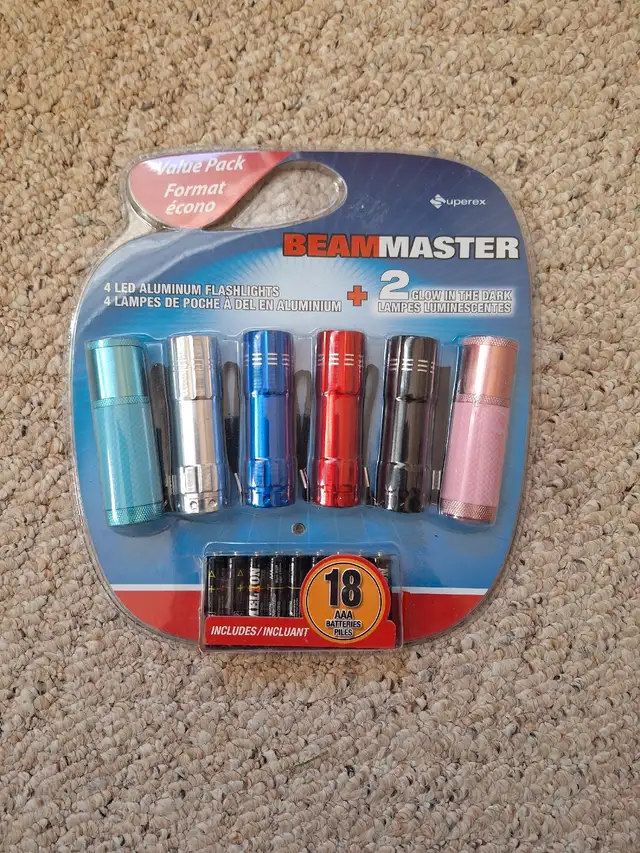 Value Pack
Format
écono
Superex
BEAMMASTER
4 LED ALUMINUM FLASHLIGHTS
4 LAMPES DE POCHE À DEL EN ALUMINIUM
+ 2 GLOW IN THE DARK
LAMPES LUMINESCENTES
18
AAA
BATTERIES
PILES
INCLUDES / INCLUANT